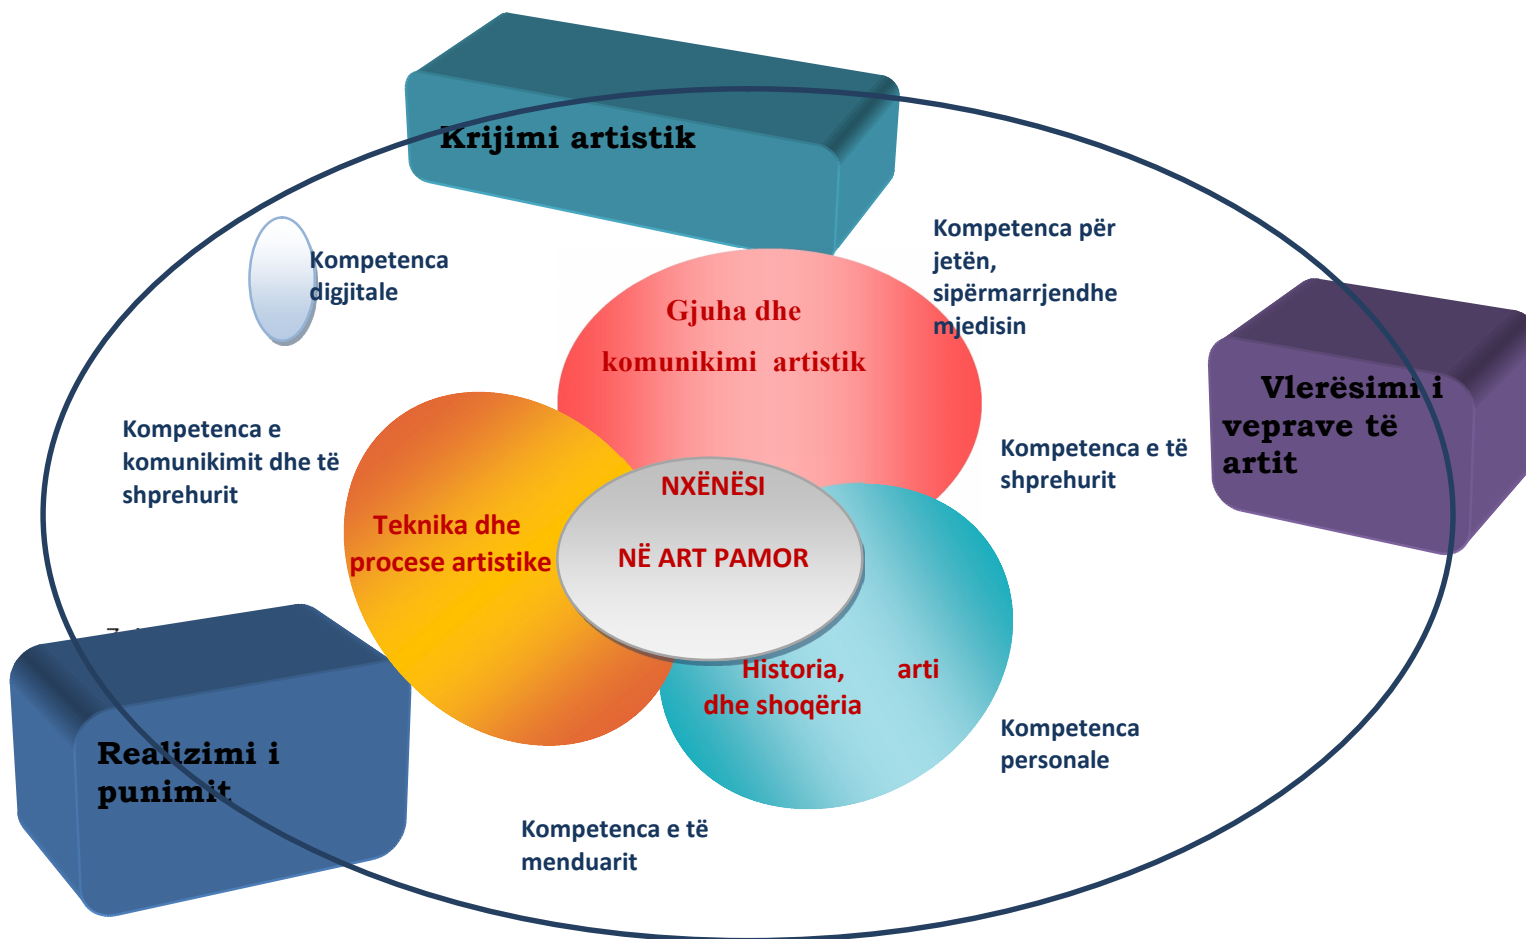 Krijimi artistik
Kompetenca për
jetën,
sipërmarrjendhe
mjedisin
Kompetenca
digjitale
Gjuha dhe
komunikimi artistik
Vlerësimi i
veprave të
artit
Kompetenca e
komunikimit dhe të
shprehurit
Kompetenca e të
shprehurit
NXËNËSI
NË ART PAMOR
Teknika dhe
procese artistike
Historia, arti
dhe shoqëria
Realizimi i
punimit
Kompetenca
personale
Kompetenca e të
menduarit